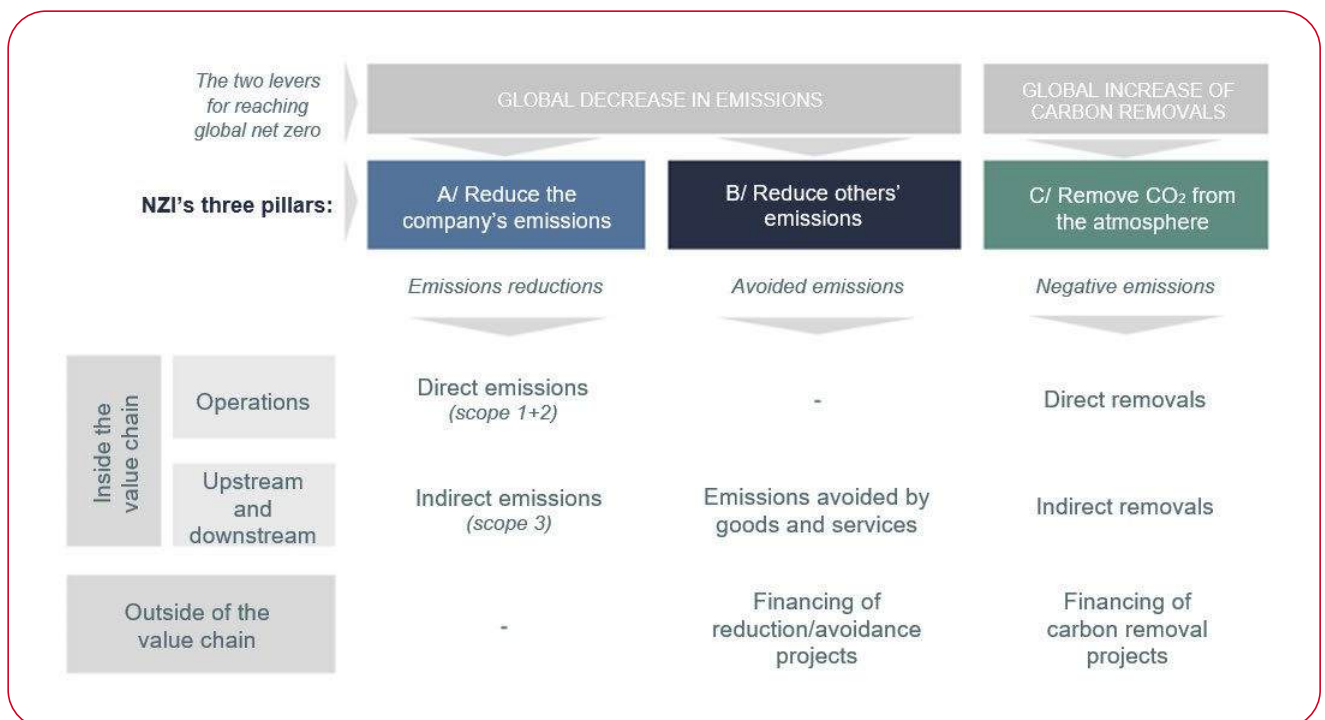 The two levers
for reaching
global net zero
GLOBAL DECREASE IN EMISSIONS
GLOBAL INCREASE OF
CARBON REMOVALS
NZI's three pillars:
A/ Reduce the
company's emissions
B/ Reduce others'
emissions
C/ Remove CO₂ from
the atmosphere
Emissions reductions
Avoided emissions
Negative emissions
Inside the
value chain
Operations
Direct emissions
(scope 1+2)
-
Direct removals
Upstream
and
downstream
Indirect emissions
(scope 3)
Emissions avoided by
goods and services
Indirect removals
Outside of the
value chain
-
Financing of
reduction/avoidance
projects
Financing of
carbon removal
projects